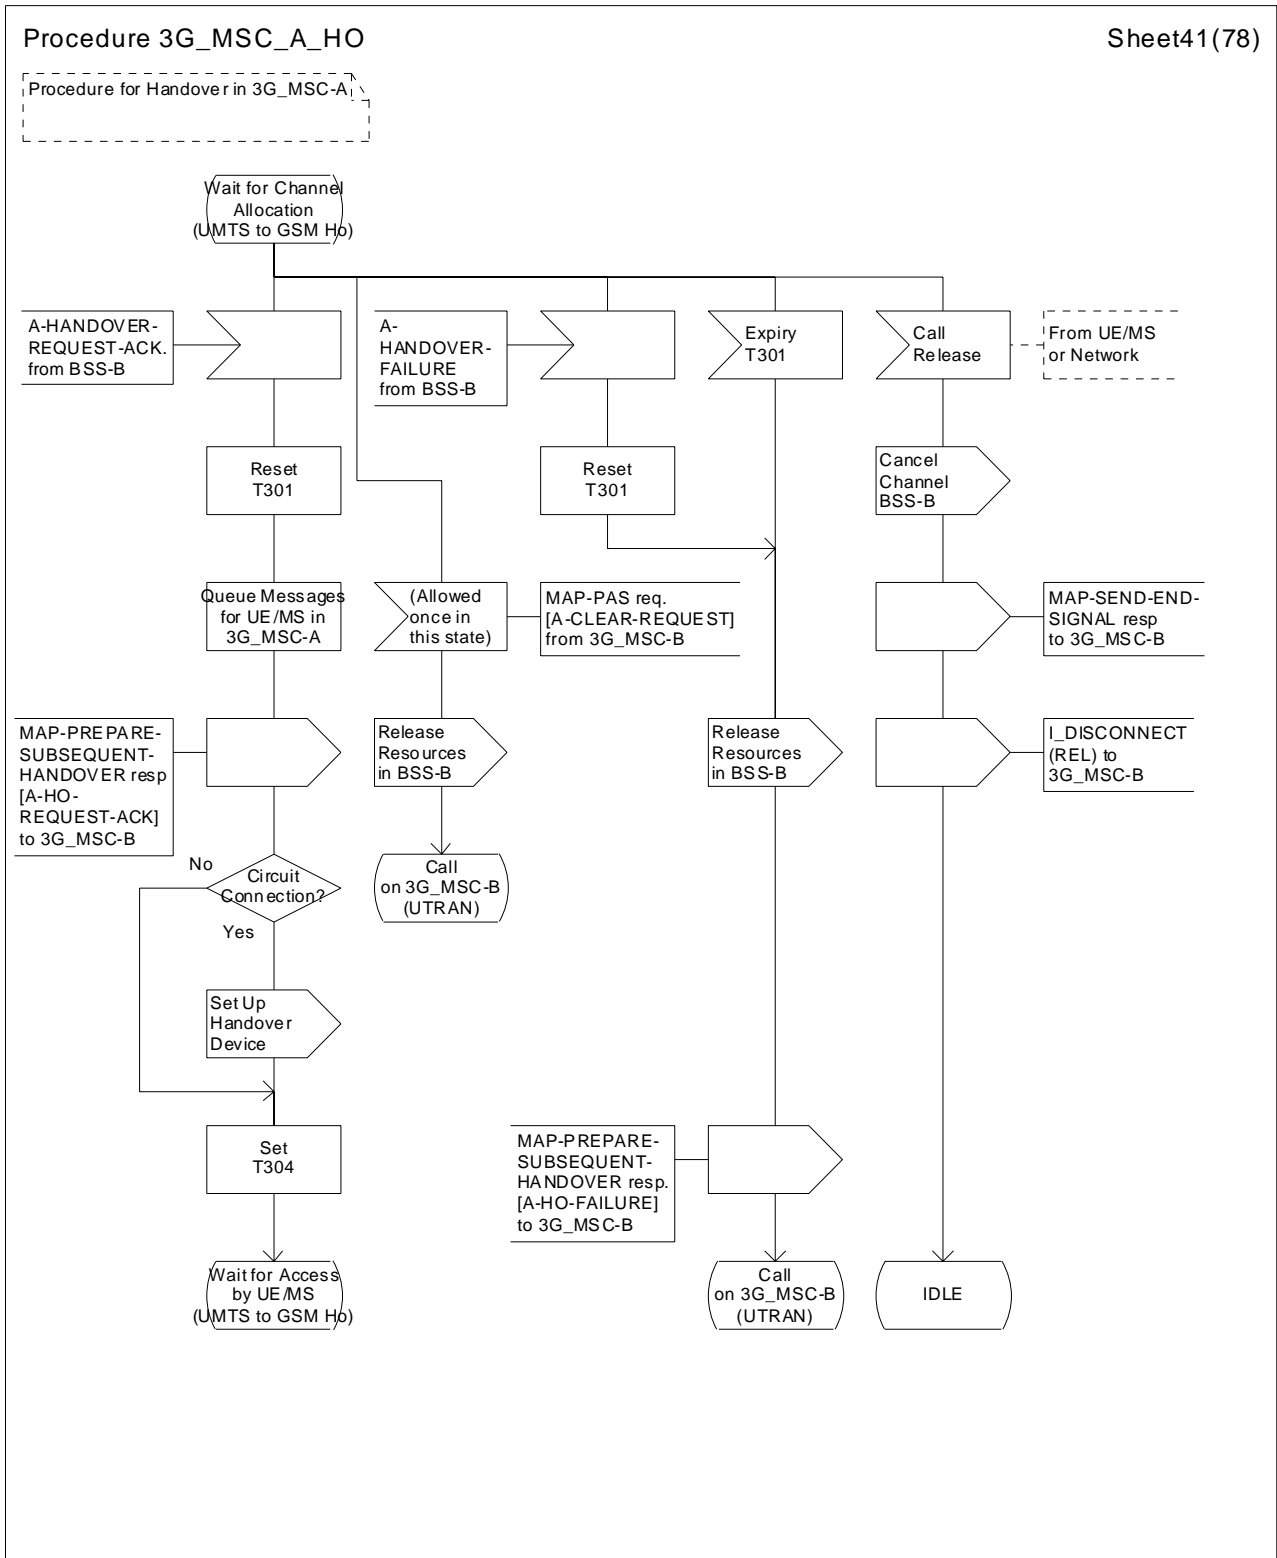 Procedure 3G_MSC_A_HO
Sheet41(78)
Procedure for Handover in 3G_MSC-A
Wait for Channel
Allocation
(UMTS to GSM Ho)
A-HANDOVER-
REQUEST-ACK.
from BSS-B
A-
HANDOVER-
FAILURE
from BSS-B
Expiry
T301
Call
Release
From UE/MS
or Network
Reset
T301
Reset
T301
Cancel
Channel
BSS-B
Queue Messages
for UE/MS in
3G_MSC-A
(Allowed
once in
this state)
MAP-PAS req.
[A-CLEAR-REQUEST]
from 3G_MSC-B
MAP-SEND-END-
SIGNAL resp
to 3G_MSC-B
MAP-PREPARE-
SUBSEQUENT-
HANDOVER resp
[A-HO-
REQUEST-ACK]
to 3G_MSC-B
Release
Resources
in BSS-B
Release
Resources
in BSS-B
I_DISCONNECT
(REL) to
3G_MSC-B
No
Circuit
Connection?
Yes
Call
on 3G_MSC-B
(UTRAN)
Set Up
Handover
Device
Set
T304
MAP-PREPARE-
SUBSEQUENT-
HANDOVER resp.
[A-HO-FAILURE]
to 3G_MSC-B
Wait for Access
by UE/MS
(UMTS to GSM Ho)
Call
on 3G_MSC-B
(UTRAN)
IDLE